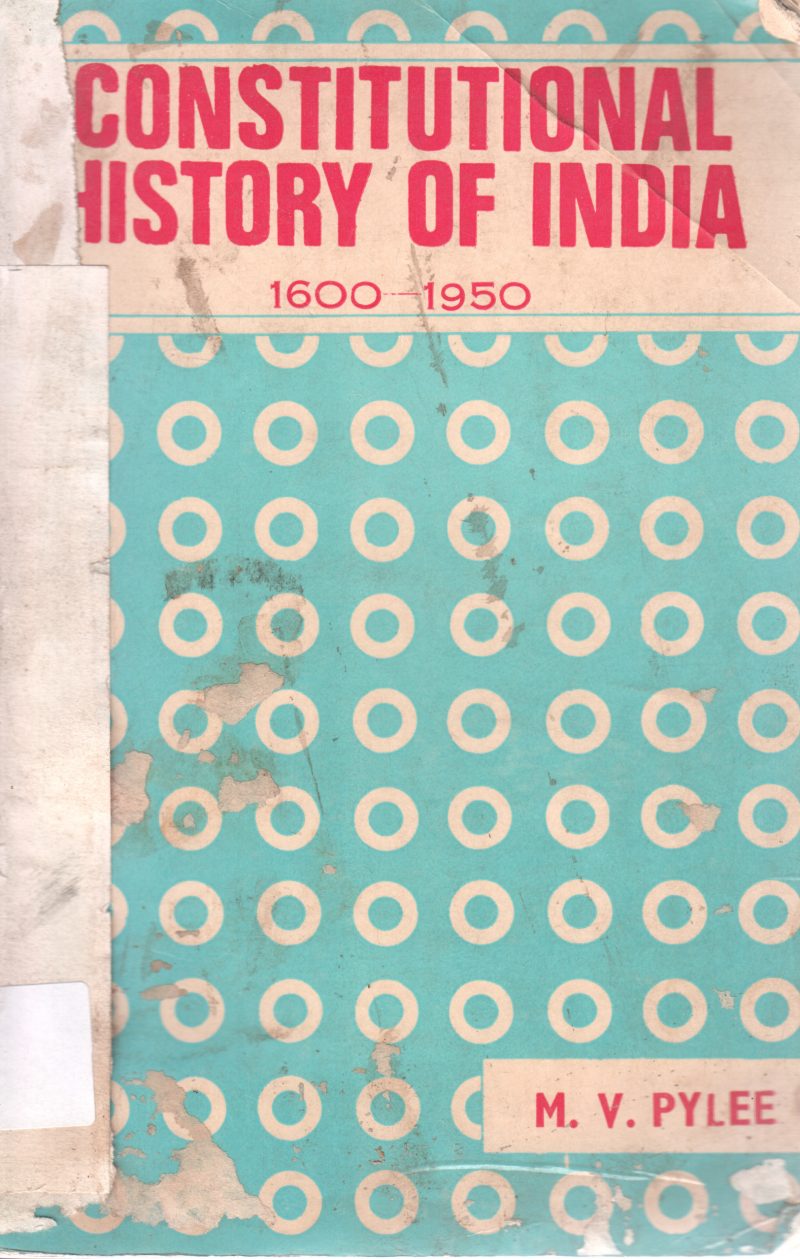 CONSTITUTIONAL
HISTORY OF INDIA
1600—1950
M. V. PYLEE